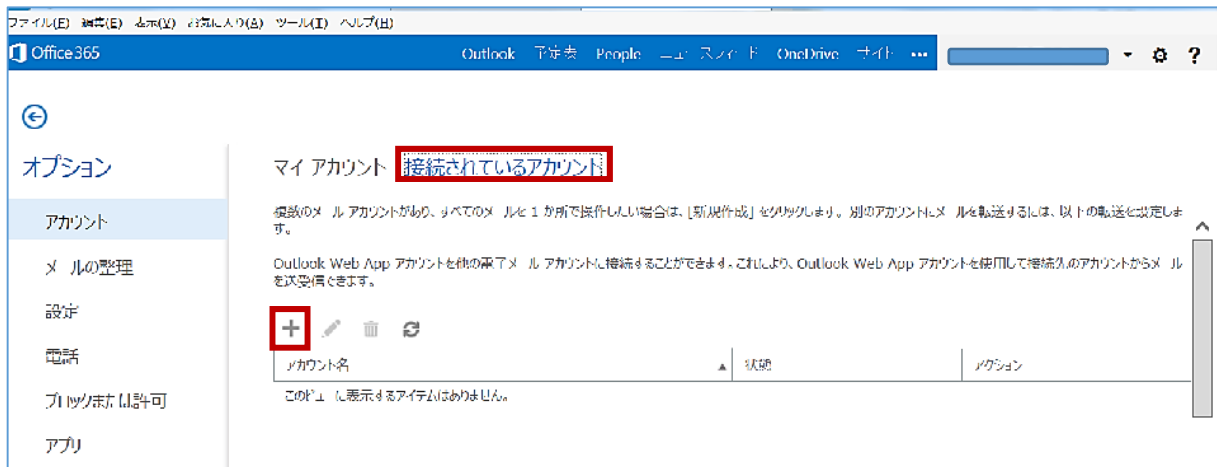 ファイル(F) 編集(E) 表示(V) お気に入り(A) ツール(T) ヘルプ(H)
Office 365 Outlook 予定表 People ニュースフィード OneDrive サイト ••• ?
オプション
マイ アカウント 接続されているアカウント
アカウント
複数のメール アカウントがあり、すべてのメールを 1 か所で操作したい場合は、[新規作成] をクリックします。別のアカウントにメールを転送するには、以下の転送を設定しま
す。
メールの整理
Outlook Web App アカウントを他の電子メール アカウントに接続することができます。これにより、Outlook Web App アカウントを使用して接続先のアカウントからメール
を送受信できます。
設定
電話
アカウント名 状態 アクション
ブロックまたは許可
このビューに表示するアイテムはありません。
アプリ